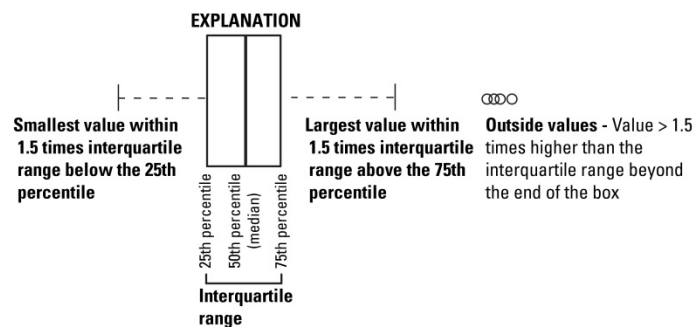 EXPLANATION
Smallest value within
1.5 times interquartile
range below the 25th
percentile
Largest value within
1.5 times interquartile
range above the 75th
percentile
Outside values - Value > 1.5
times higher than the
interquartile range beyond
the end of the box
25th percentile
50th percentile
(median)
75th percentile
Interquartile
range